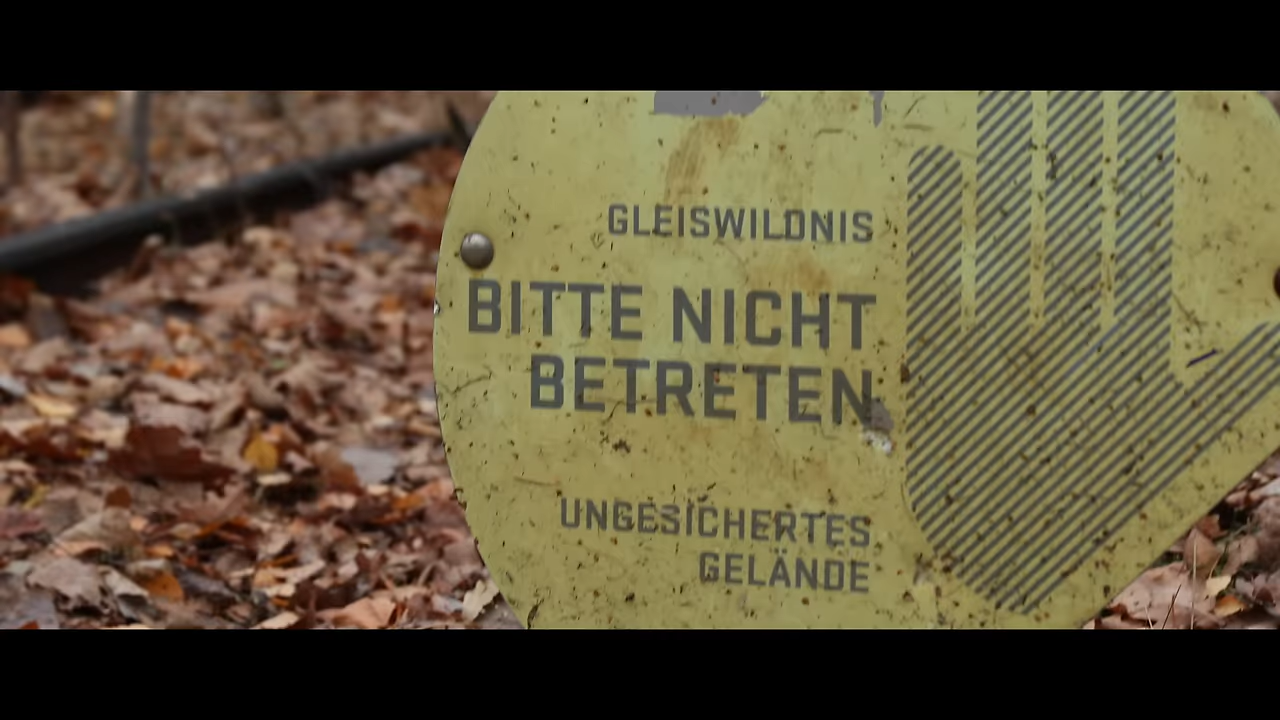 GLEISWILDNIS
BITTE NICHT
BETRETEN
UNGESICHERTES
GELÄNDE